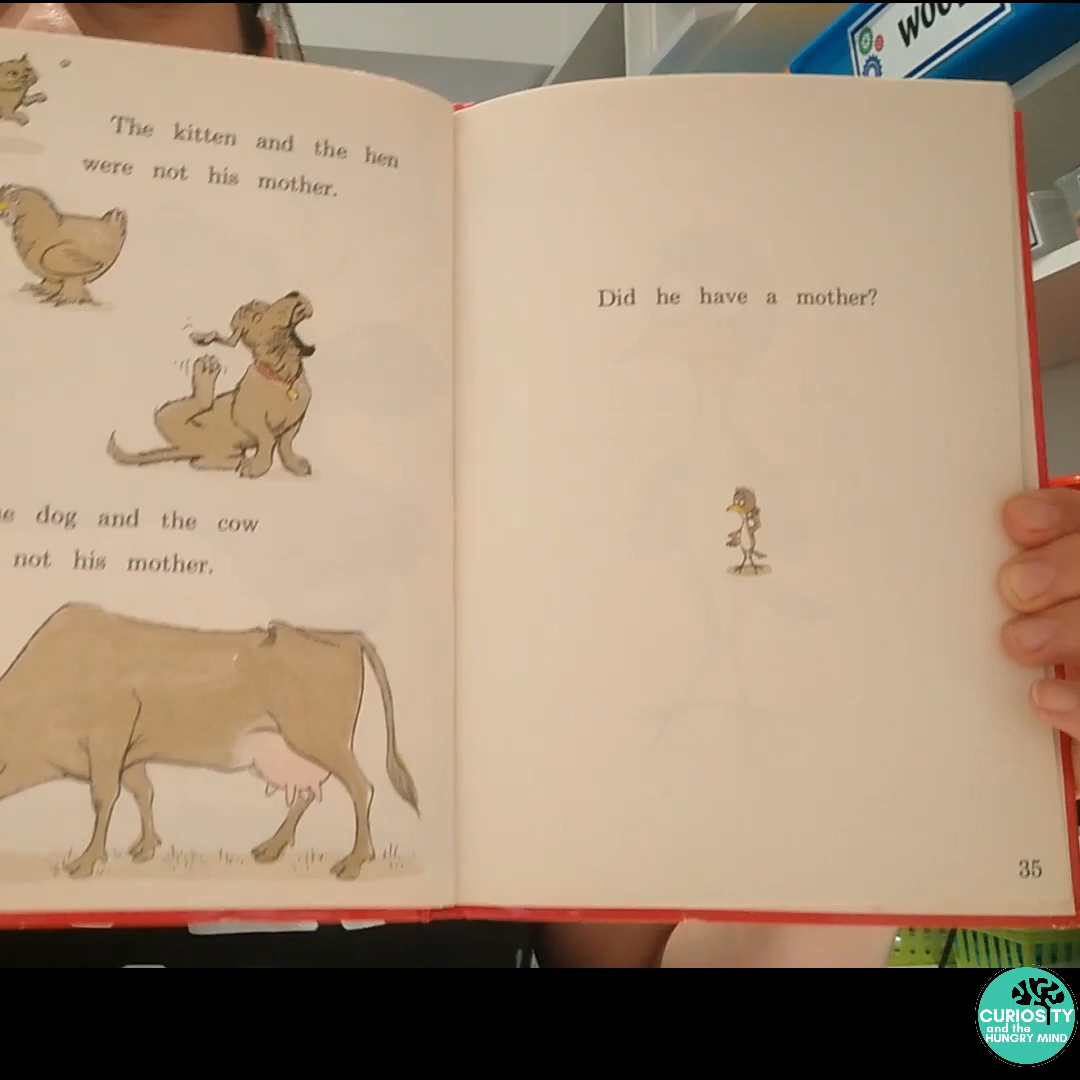 The kitten and the hen
were not his mother.
dog and the cow
not his mother.
Did he have a mother?
35
CURIOSITY
and the
HUNGRY MIND